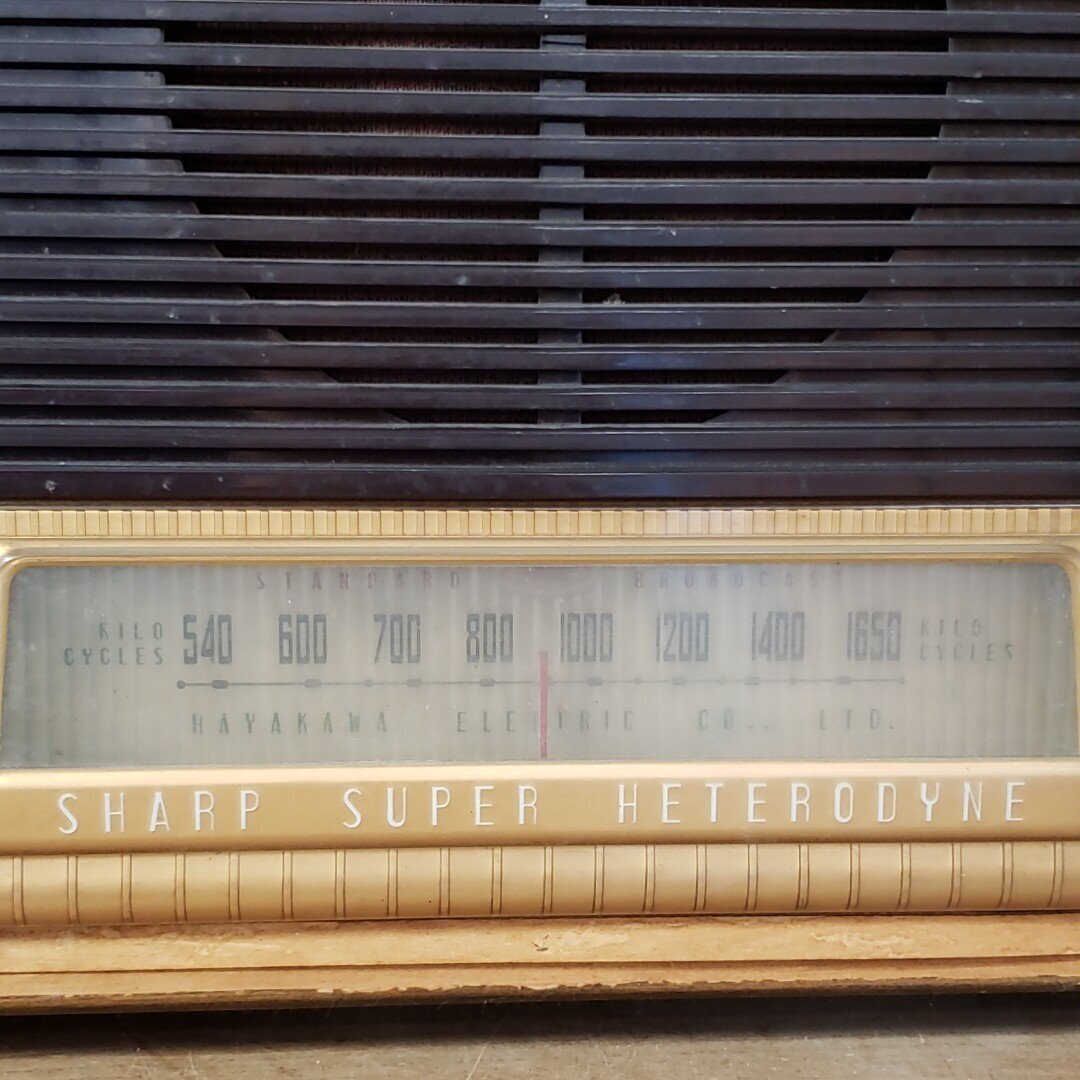 STANDARD BROADCAST
KILO 540 600 700 800 1000 1200 1400 1650 KILO
CYCLES CYCLES
HAYAKAWA ELECTRIC CO., LTD.
SHARP SUPER HETERODYNE